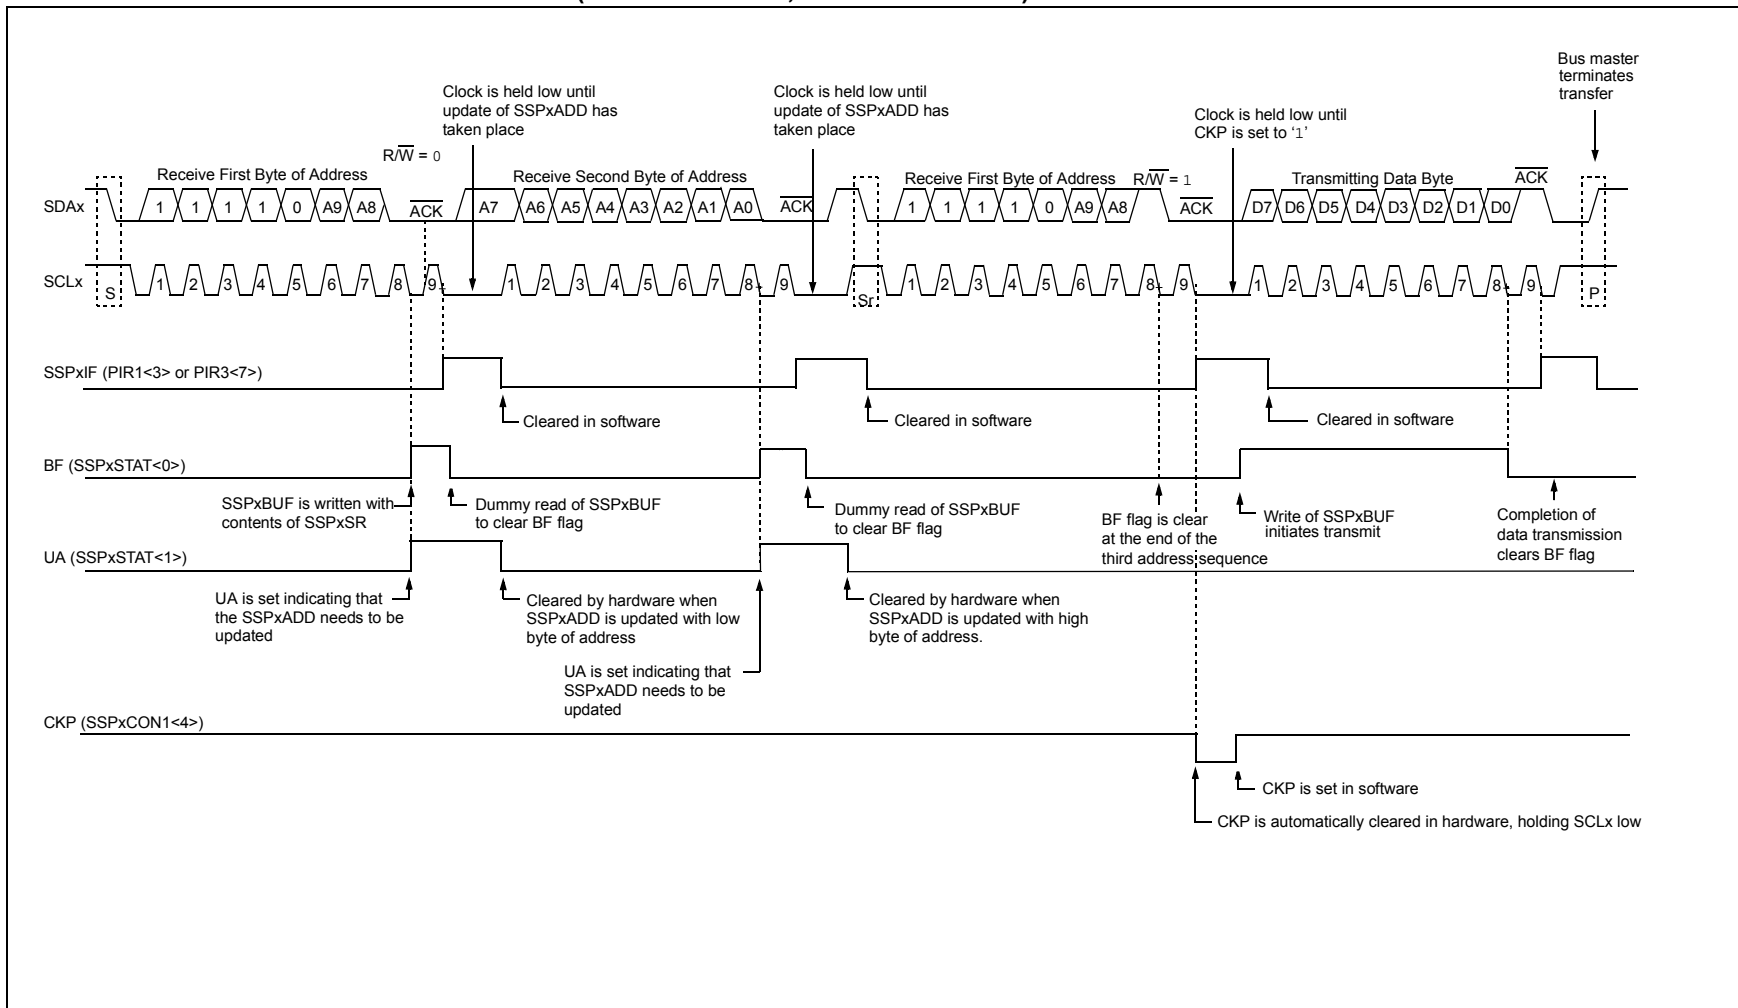 Bus master
terminates
transfer
Clock is held low until
update of SSPxADD has
taken place
Clock is held low until
update of SSPxADD has
taken place
Clock is held low until
CKP is set to ‘1’
R/W = 0
Receive First Byte of Address
Receive Second Byte of Address
Receive First Byte of Address
R/W = 1
Transmitting Data Byte
ACK
SDAx
1 1 1 1 0 A9 A8 ACK A7 A6 A5 A4 A3 A2 A1 A0 ACK 1 1 1 1 0 A9 A8 ACK D7 D6 D5 D4 D3 D2 D1 D0
SCLx
S 1 2 3 4 5 6 7 8 9 1 2 3 4 5 6 7 8 9 Sr 1 2 3 4 5 6 7 8 9 1 2 3 4 5 6 7 8 9 P
SSPxIF (PIR1<3> or PIR3<7>)
Cleared in software
Cleared in software
Cleared in software
BF (SSPxSTAT<0>)
SSPxBUF is written with
contents of SSPxSR
Dummy read of SSPxBUF
to clear BF flag
Dummy read of SSPxBUF
to clear BF flag
BF flag is clear
at the end of the
third address sequence
Write of SSPxBUF
initiates transmit
Completion of
data transmission
clears BF flag
UA (SSPxSTAT<1>)
UA is set indicating that
the SSPxADD needs to be
updated
Cleared by hardware when
SSPxADD is updated with low
byte of address
Cleared by hardware when
SSPxADD is updated with high
byte of address.
UA is set indicating that
SSPxADD needs to be
updated
CKP (SSPxCON1<4>)
CKP is set in software
CKP is automatically cleared in hardware, holding SCLx low